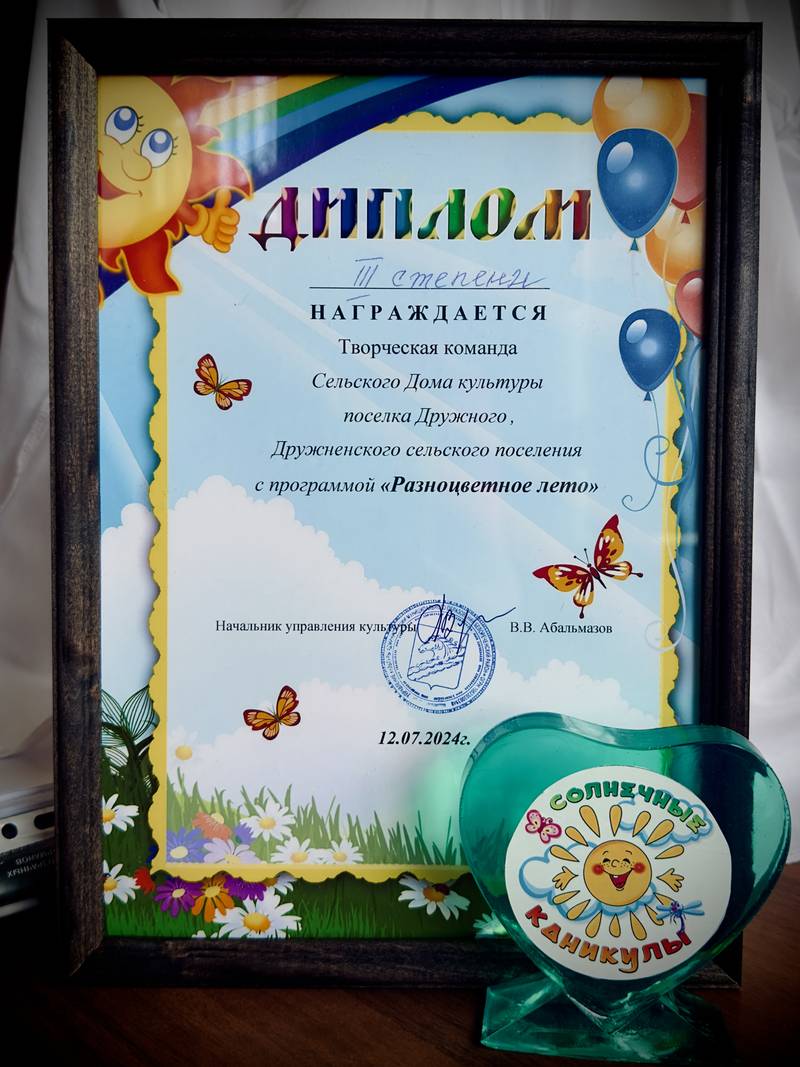 ДИПЛОМ
III степени
НАГРАЖДАЕТСЯ
Творческая команда
Сельского Дома культуры
поселка Дружного ,
Дружненского сельского поселения
с программой «Разноцветное лето»
Начальник управления культуры
В.В. Абальмазов
12.07.2024г.
СОЛНЕЧНЫЕ
КАНИКУЛЫ